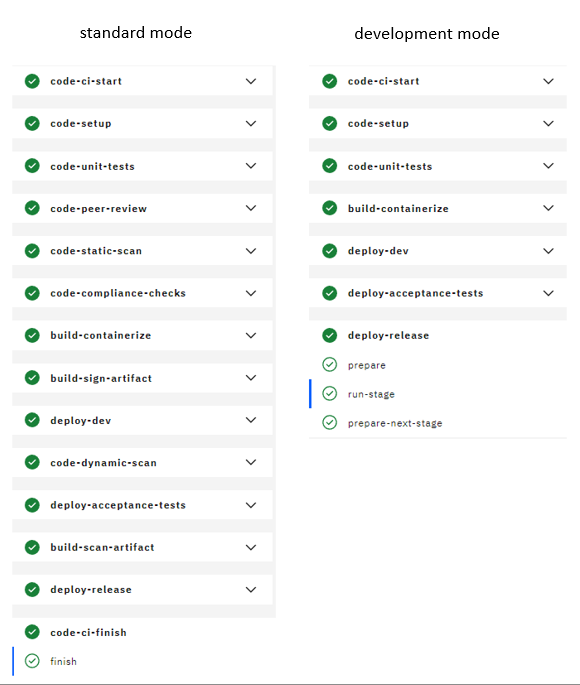 standard mode
code-ci-start
code-setup
code-unit-tests
code-peer-review
code-static-scan
code-compliance-checks
build-containerize
build-sign-artifact
deploy-dev
code-dynamic-scan
deploy-acceptance-tests
build-scan-artifact
deploy-release
code-ci-finish
finish
development mode
code-ci-start
code-setup
code-unit-tests
build-containerize
deploy-dev
deploy-acceptance-tests
deploy-release
prepare
run-stage
prepare-next-stage